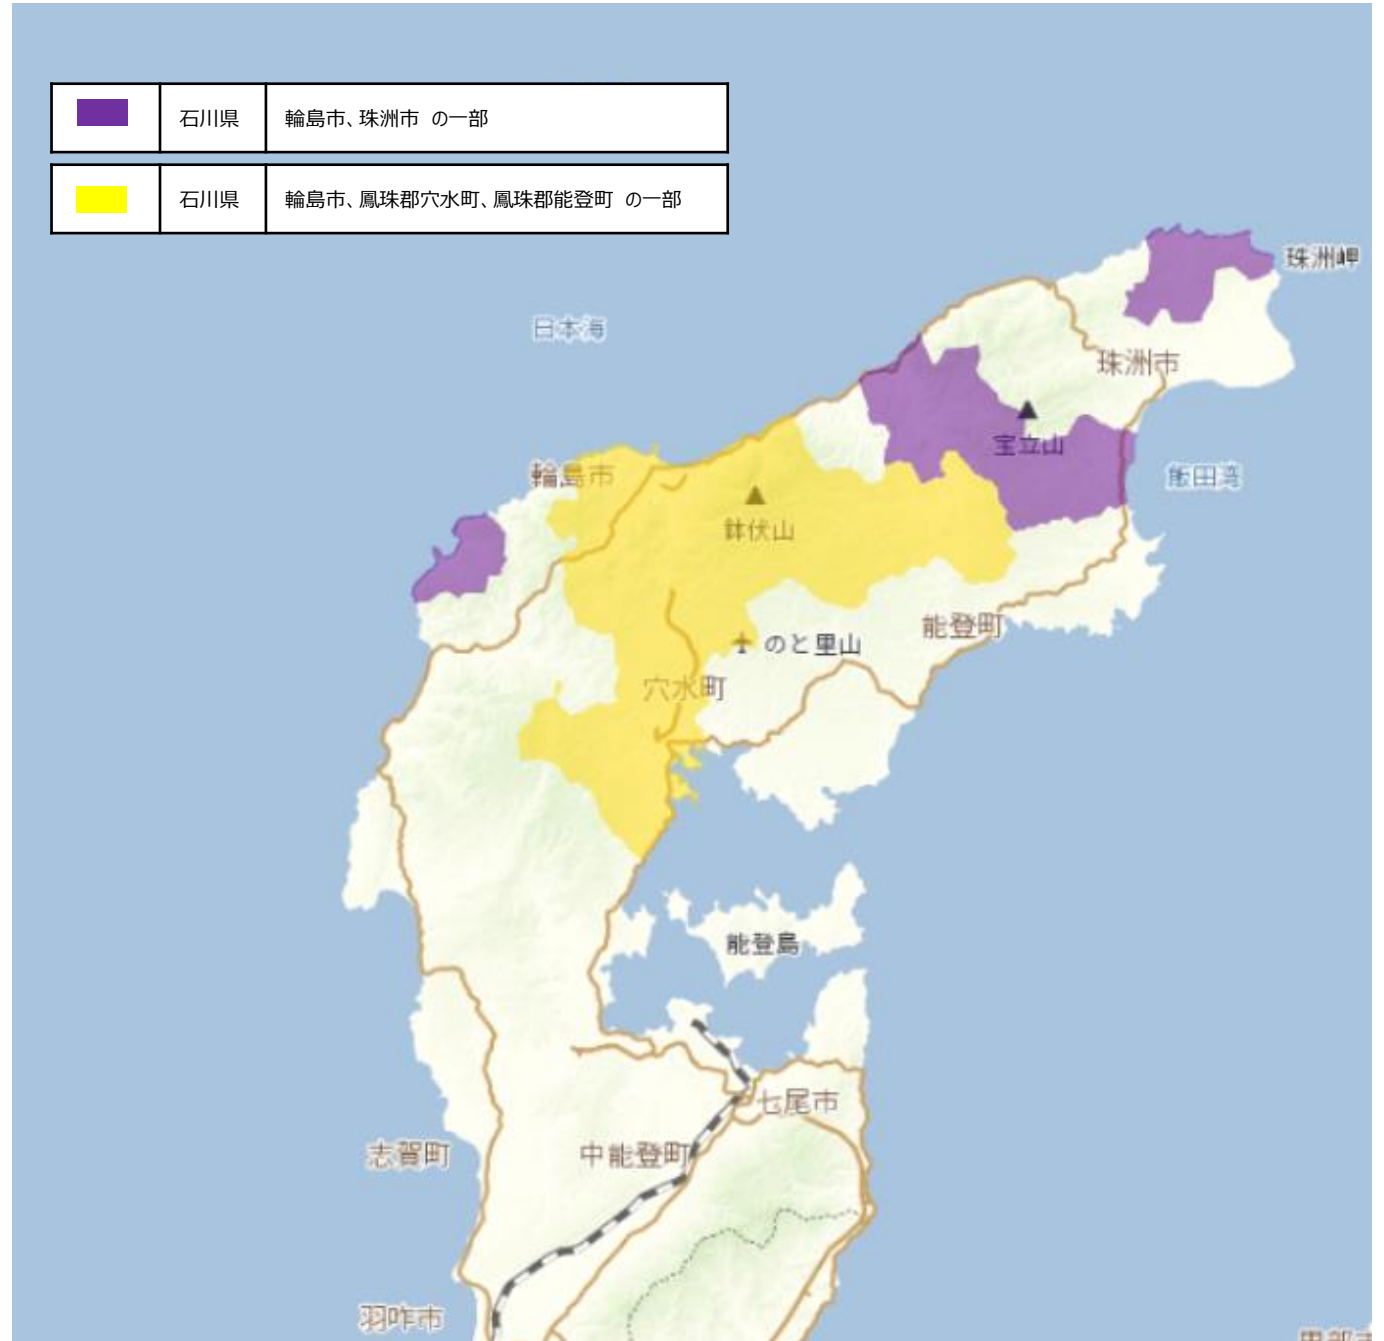 石川県 輪島市、珠洲市 の一部
石川県 輪島市、鳳珠郡穴水町、鳳珠郡能登町 の一部
珠洲岬
日本海
珠洲市
宝立山
輪島市
飯田湾
鉢伏山
能登町
のと里山
穴水町
能登島
七尾市
志賀町
中能登町
羽咋市